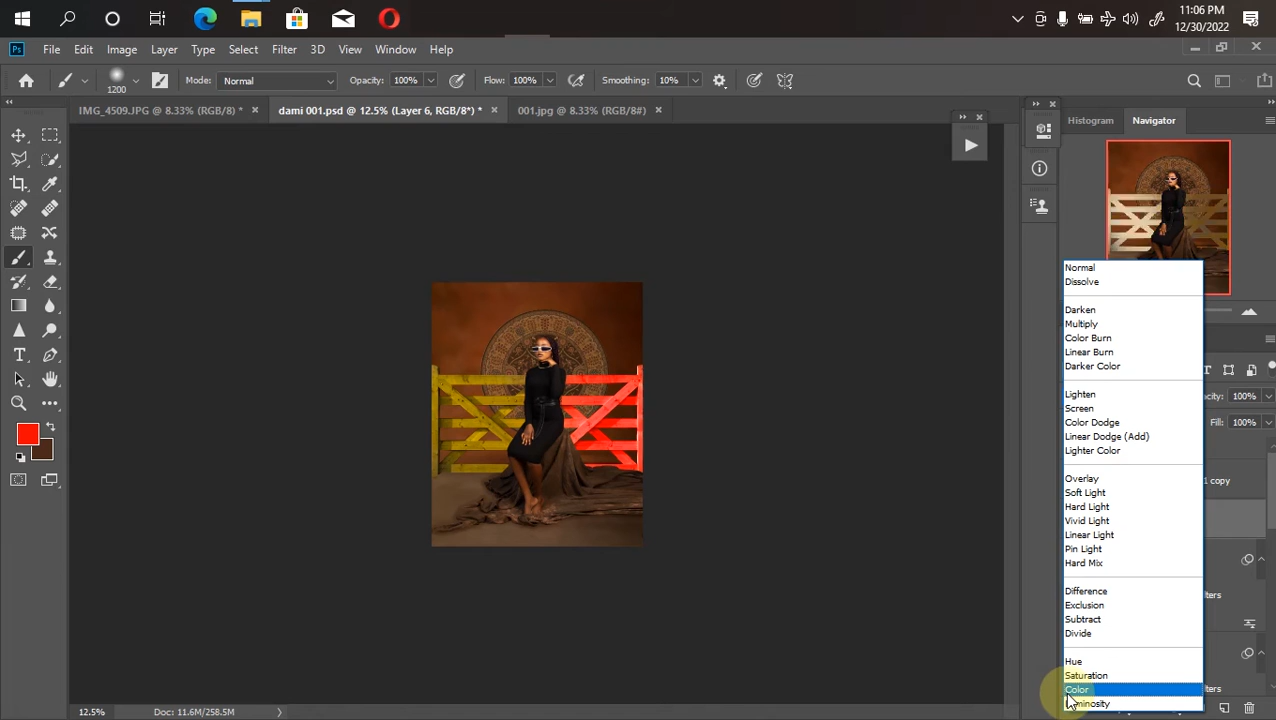 11:06 PM
12/30/2022
Ps File Edit Image Layer Type Select Filter 3D View Window Help
1200 Mode: Normal Opacity: 100% Flow: 100% Smoothing: 10%
IMG_4509.JPG @ 8.33% (RGB/8) * dami 001.psd @ 12.5% (Layer 6, RGB/8*) * 001.jpg @ 8.33% (RGB/8#)
Histogram Navigator
Normal
Dissolve
Darken
Multiply
Color Burn
Linear Burn
Darker Color
Lighten
Screen
Color Dodge
Linear Dodge (Add)
Lighter Color
Overlay
Soft Light
Hard Light
Vivid Light
Linear Light
Pin Light
Hard Mix
Difference
Exclusion
Subtract
Divide
Hue
Saturation
Color
100%
Fill: 100%
1 copy
12.5% Doc: 11.6M/258.5M